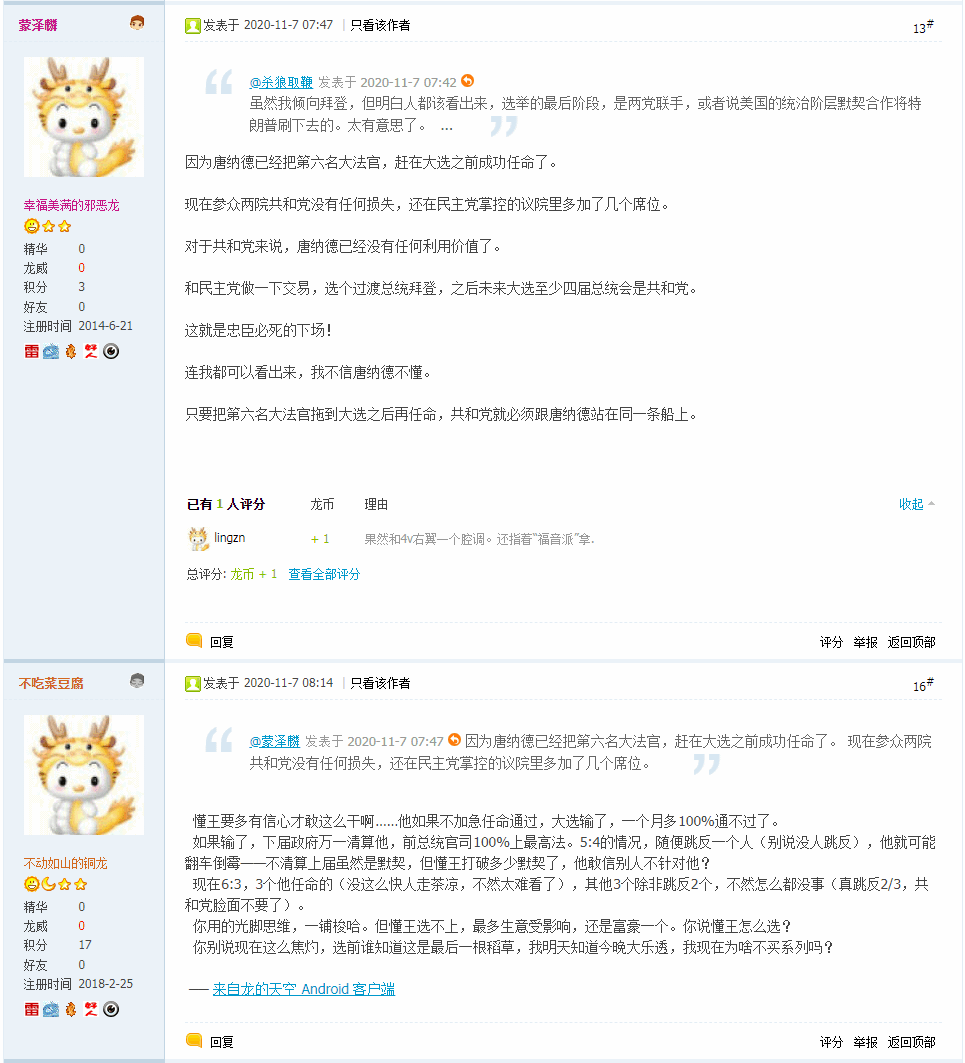 蒙泽麟
发表于 2020-11-7 07:47 |只看该作者
13#
@杀狼取鞭 发表于 2020-11-7 07:42
虽然我倾向拜登，但明白人都该看出来，选举的最后阶段，是两党联手，或者说美国的统治阶层默契合作将特
朗普刷下去的。太有意思了。 ...
因为唐纳德已经把第六名大法官，赶在大选之前成功任命了。
现在参众两院共和党没有任何损失，还在民主党掌控的议院里多加了几个席位。
对于共和党来说，唐纳德已经没有任何利用价值了。
和民主党做一下交易，选个过渡总统拜登，之后未来大选至少四届总统会是共和党。
这就是忠臣必死的下场！
连我都可以看出来，我不信唐纳德不懂。
只要把第六名大法官拖到大选之后再任命，共和党就必须跟唐纳德站在同一条船上。
幸福美满的邪恶龙
精华 0
龙威 0
积分 3
好友 0
注册时间 2014-6-21
已有 1 人评分 龙币 理由 收起
lingzn + 1 果然和4v右翼一个腔调。还指着“福音派”拿.
总评分: 龙币 + 1 查看全部评分
回复 评分 举报 返回顶部
不吃菜豆腐
发表于 2020-11-7 08:14 |只看该作者
16#
@蒙泽麟 发表于 2020-11-7 07:47 因为唐纳德已经把第六名大法官，赶在大选之前成功任命了。 现在参众两院
共和党没有任何损失，还在民主党掌控的议院里多加了几个席位。
懂王要多有信心才敢这么干啊……他如果不加急任命通过，大选输了，一个月多100%通不过了。
如果输了，下届政府万一清算他，前总统官司100%上最高法。5:4的情况，随便跳反一个人（别说没人跳反），他就可能
翻车倒霉——不清算上届虽然是默契，但懂王打破多少默契了，他敢信别人不针对他？
现在6:3，3个他任命的（没这么快人走茶凉，不然太难看了），其他3个除非跳反2个，不然怎么都没事（真跳反2/3，共
和党脸面不要了）。
你用的光脚思维，一铺梭哈。但懂王选不上，最多生意受影响，还是富豪一个。你说懂王怎么选？
你别说现在这么焦灼，选前谁知道这是最后一根稻草，我明天知道今晚大乐透，我现在为啥不买系列吗？
—— 来自龙的天空 Android 客户端
不动如山的铜龙
精华 0
龙威 0
积分 17
好友 0
注册时间 2018-2-25
回复 评分 举报 返回顶部